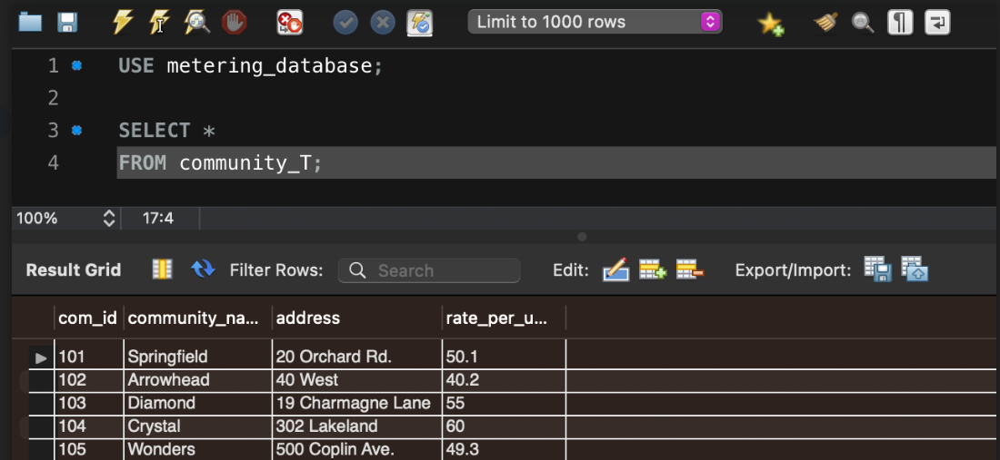 Limit to 1000 rows
1 USE metering_database;
2
3 SELECT *
4 FROM community_T;
100% 17:4
Result Grid Filter Rows: Search Edit: Export/Import:
com_id community_na... address rate_per_u...
101 Springfield 20 Orchard Rd. 50.1
102 Arrowhead 40 West 40.2
103 Diamond 19 Charmagne Lane 55
104 Crystal 302 Lakeland 60
105 Wonders 500 Coplin Ave. 49.3